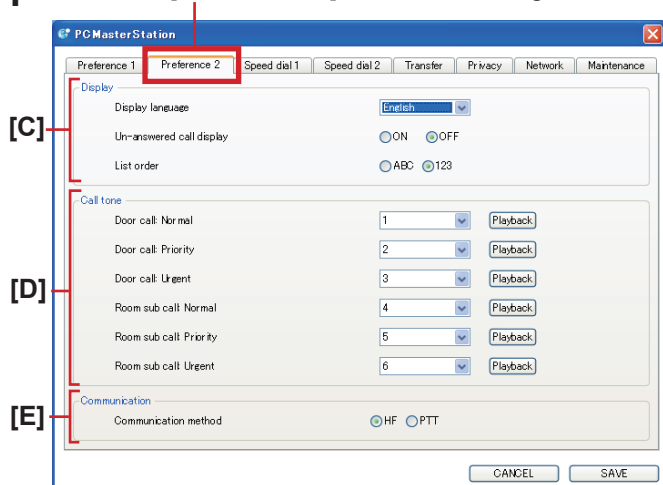 PCMasterStation
Preference 1 Preference 2 Speed dial 1 Speed dial 2 Transfer Privacy Network Maintenance
[C]
Display
Display language English
Un-answered call display ON OFF
List order ABC 123
[D]
Call tone
Door call: Normal 1 Playback
Door call: Priority 2 Playback
Door call: Urgent 3 Playback
Room sub call: Normal 4 Playback
Room sub call: Priority 5 Playback
Room sub call: Urgent 6 Playback
[E]
Communication
Communication method HF PTT
CANCEL SAVE